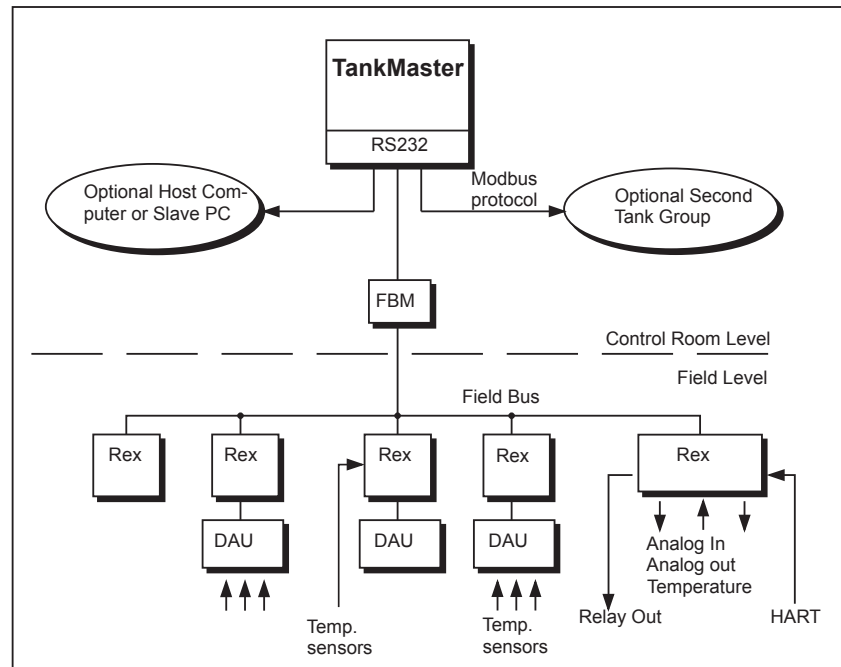 TankMaster
RS232
Optional Host Com-
puter or Slave PC
Modbus
protocol
Optional Second
Tank Group
FBM
Control Room Level
Field Level
Field Bus
Rex
Rex
Rex
Rex
Rex
DAU
DAU
DAU
Analog In
Analog out
Temperature
Temp.
sensors
Temp.
sensors
Relay Out
HART